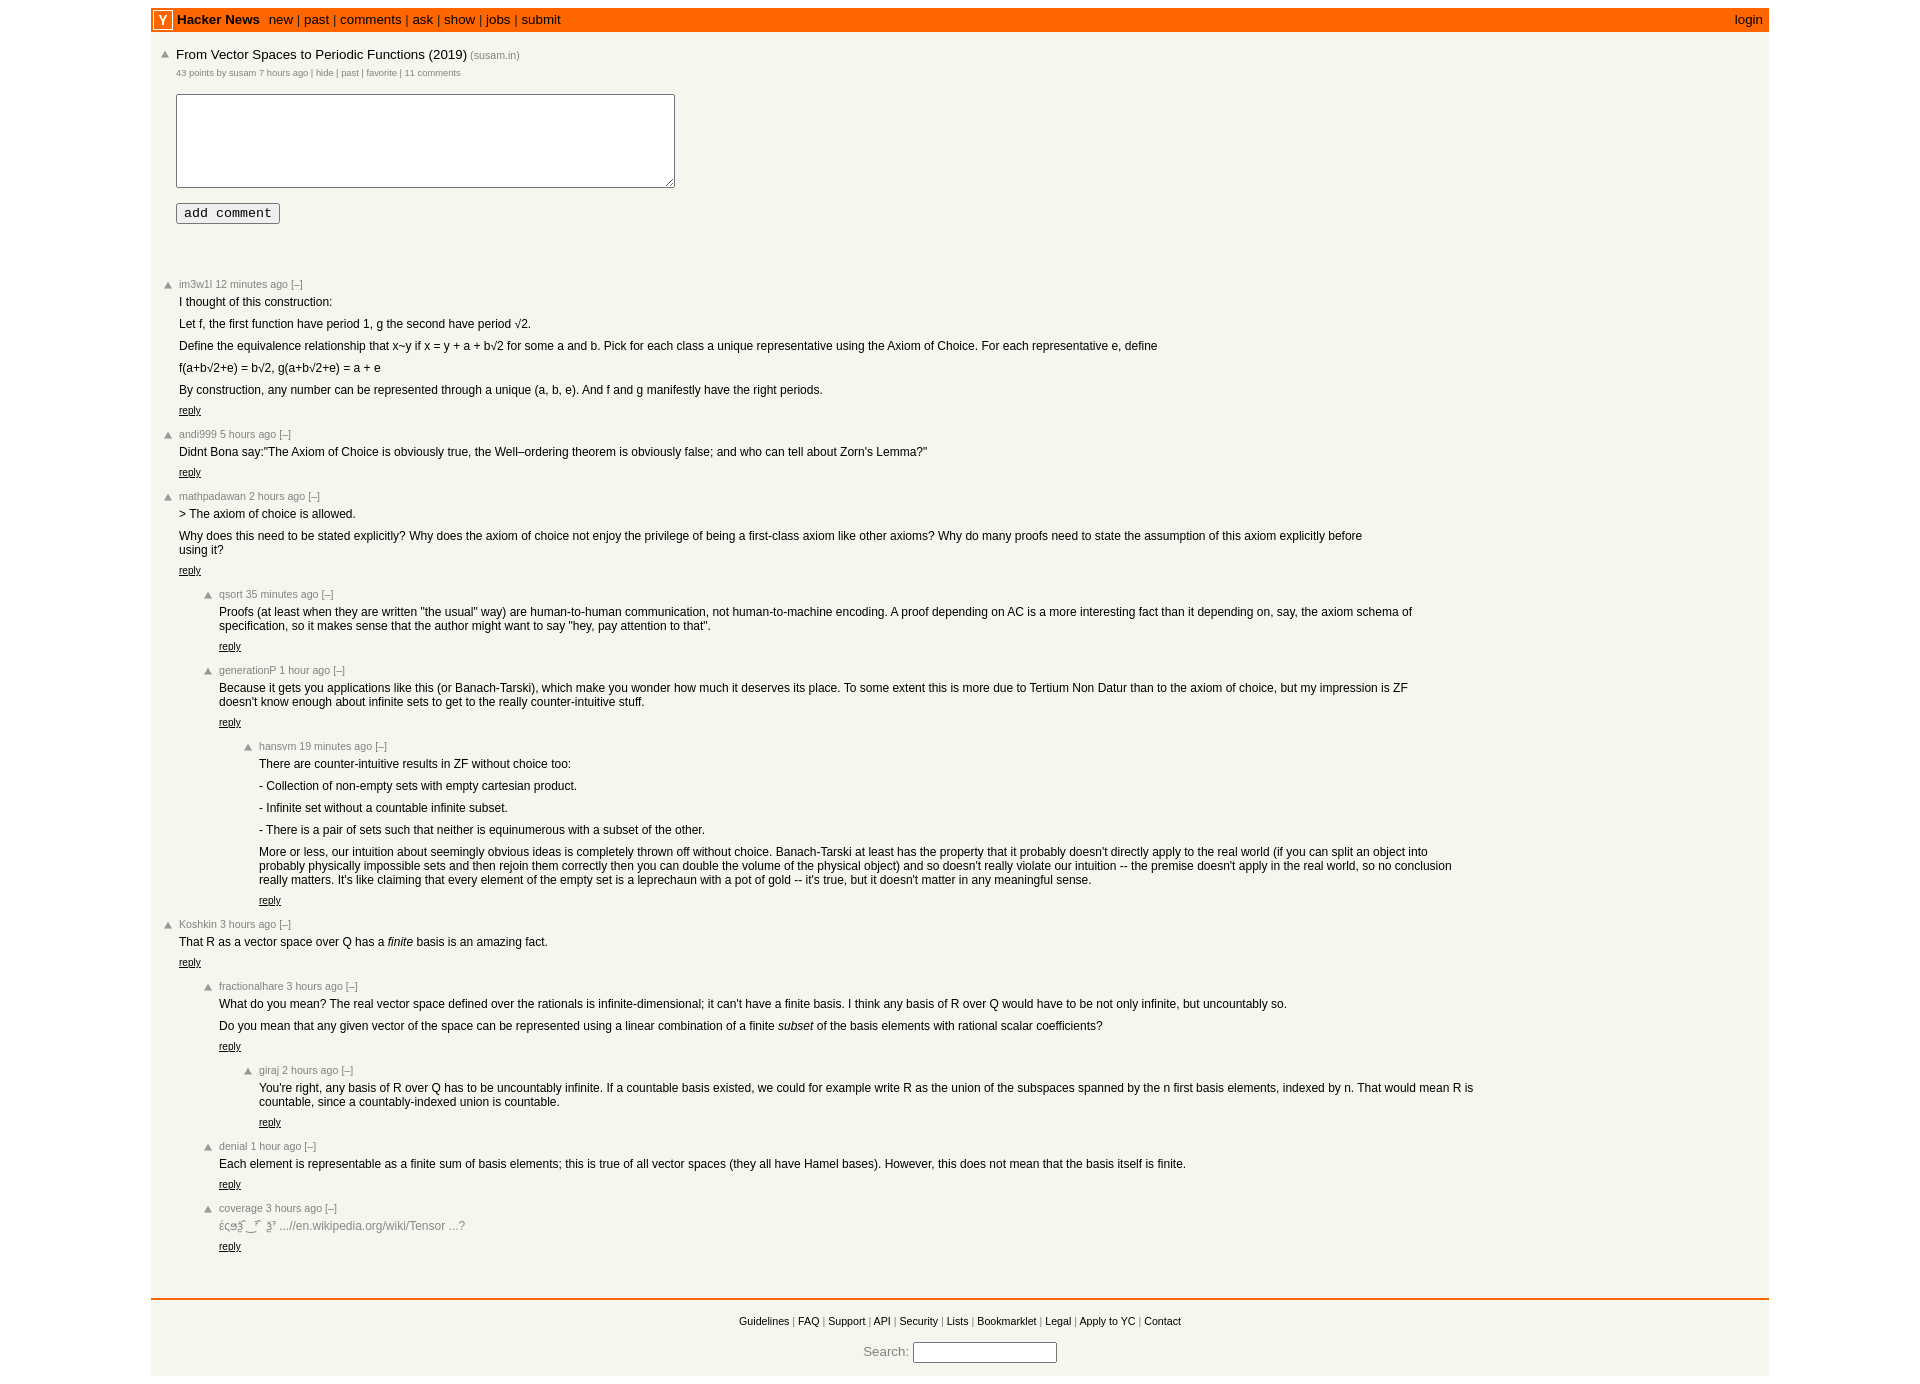 Y Hacker News new | past | comments | ask | show | jobs | submit login
From Vector Spaces to Periodic Functions (2019) (susam.in)
43 points by susam 7 hours ago | hide | past | favorite | 11 comments
add comment
im3w1l 12 minutes ago [–]
I thought of this construction:
Let f, the first function have period 1, g the second have period √2.
Define the equivalence relationship that x~y if x = y + a + b√2 for some a and b. Pick for each class a unique representative using the Axiom of Choice. For each representative e, define
f(a+b√2+e) = b√2, g(a+b√2+e) = a + e
By construction, any number can be represented through a unique (a, b, e). And f and g manifestly have the right periods.
reply
andi999 5 hours ago [–]
Didnt Bona say:"The Axiom of Choice is obviously true, the Well–ordering theorem is obviously false; and who can tell about Zorn's Lemma?"
reply
mathpadawan 2 hours ago [–]
> The axiom of choice is allowed.
Why does this need to be stated explicitly? Why does the axiom of choice not enjoy the privilege of being a first-class axiom like other axioms? Why do many proofs need to state the assumption of this axiom explicitly before
using it?
reply
qsort 35 minutes ago [–]
Proofs (at least when they are written "the usual" way) are human-to-human communication, not human-to-machine encoding. A proof depending on AC is a more interesting fact than it depending on, say, the axiom schema of
specification, so it makes sense that the author might want to say "hey, pay attention to that".
reply
generationP 1 hour ago [–]
Because it gets you applications like this (or Banach-Tarski), which make you wonder how much it deserves its place. To some extent this is more due to Tertium Non Datur than to the axiom of choice, but my impression is ZF
doesn't know enough about infinite sets to get to the really counter-intuitive stuff.
reply
hansvm 19 minutes ago [–]
There are counter-intuitive results in ZF without choice too:
- Collection of non-empty sets with empty cartesian product.
- Infinite set without a countable infinite subset.
- There is a pair of sets such that neither is equinumerous with a subset of the other.
More or less, our intuition about seemingly obvious ideas is completely thrown off without choice. Banach-Tarski at least has the property that it probably doesn't directly apply to the real world (if you can split an object into
probably physically impossible sets and then rejoin them correctly then you can double the volume of the physical object) and so doesn't really violate our intuition -- the premise doesn't apply in the real world, so no conclusion
really matters. It's like claiming that every element of the empty set is a leprechaun with a pot of gold -- it's true, but it doesn't matter in any meaningful sense.
reply
Koshkin 3 hours ago [–]
That R as a vector space over Q has a finite basis is an amazing fact.
reply
fractionalhare 3 hours ago [–]
What do you mean? The real vector space defined over the rationals is infinite-dimensional; it can't have a finite basis. I think any basis of R over Q would have to be not only infinite, but uncountably so.
Do you mean that any given vector of the space can be represented using a linear combination of a finite subset of the basis elements with rational scalar coefficients?
reply
giraj 2 hours ago [–]
You're right, any basis of R over Q has to be uncountably infinite. If a countable basis existed, we could for example write R as the union of the subspaces spanned by the n first basis elements, indexed by n. That would mean R is
countable, since a countably-indexed union is countable.
reply
denial 1 hour ago [–]
Each element is representable as a finite sum of basis elements; this is true of all vector spaces (they all have Hamel bases). However, this does not mean that the basis itself is finite.
reply
coverage 3 hours ago [–]
...//en.wikipedia.org/wiki/Tensor ...?
reply
Guidelines | FAQ | Support | API | Security | Lists | Bookmarklet | Legal | Apply to YC | Contact
Search: